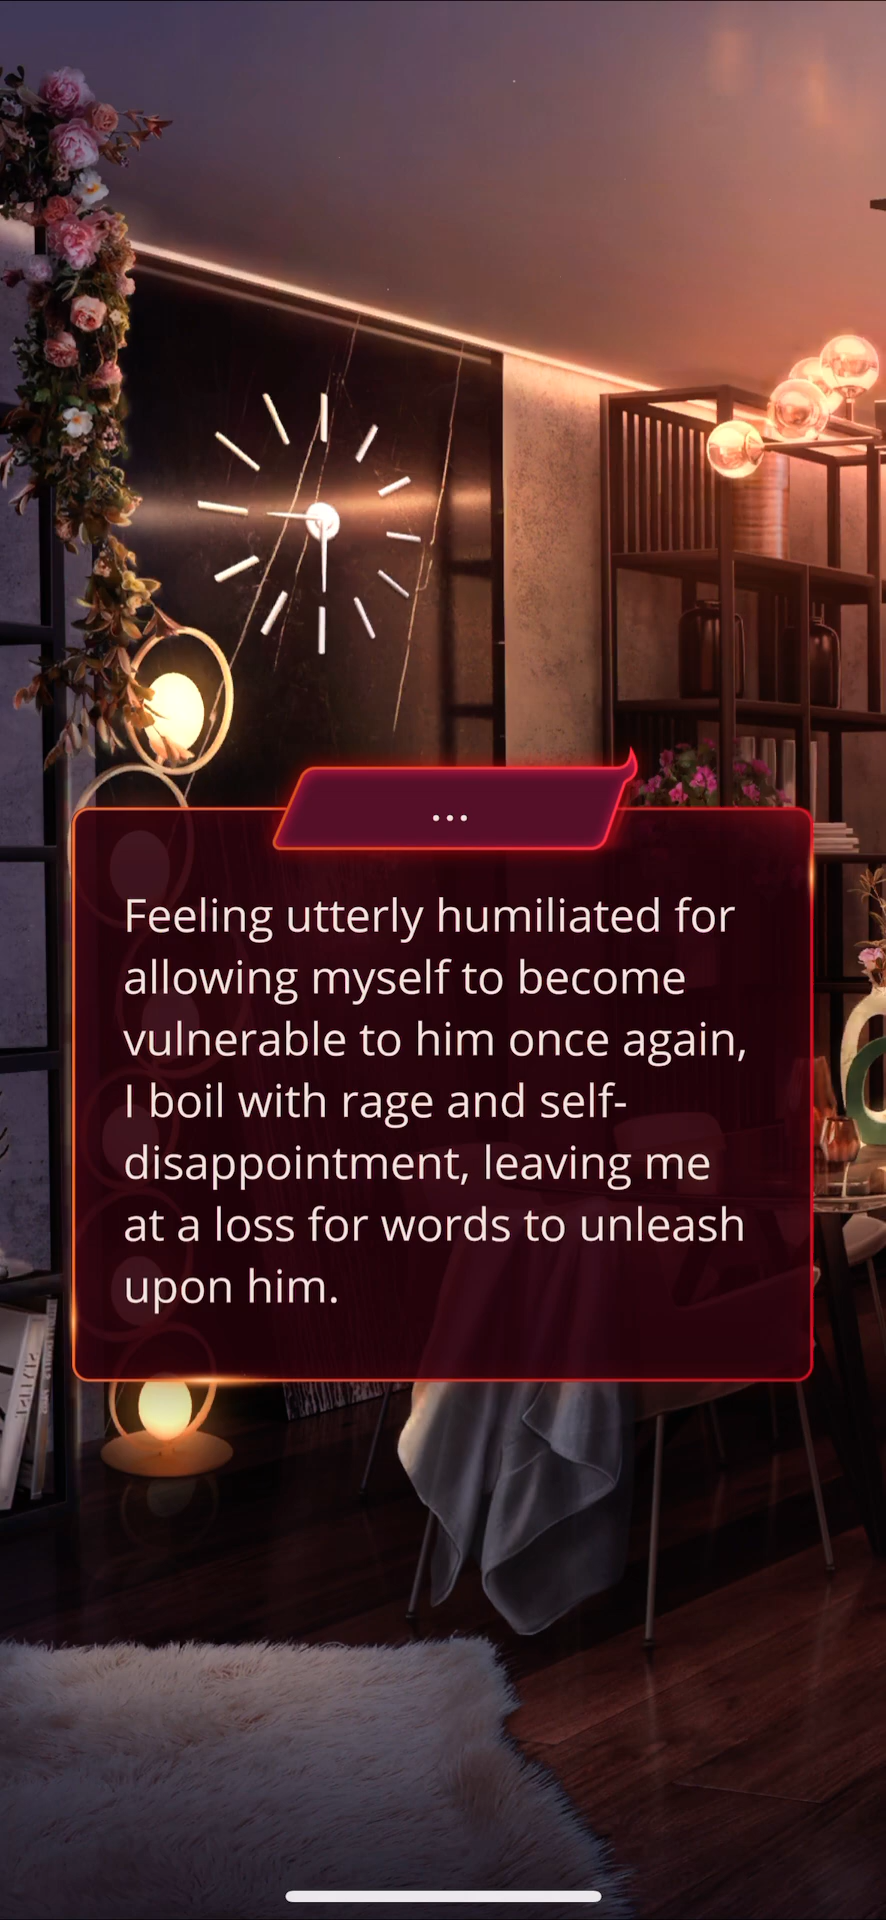 ...
Feeling utterly humiliated for
allowing myself to become
vulnerable to him once again,
I boil with rage and self-
disappointment, leaving me
at a loss for words to unleash
upon him.